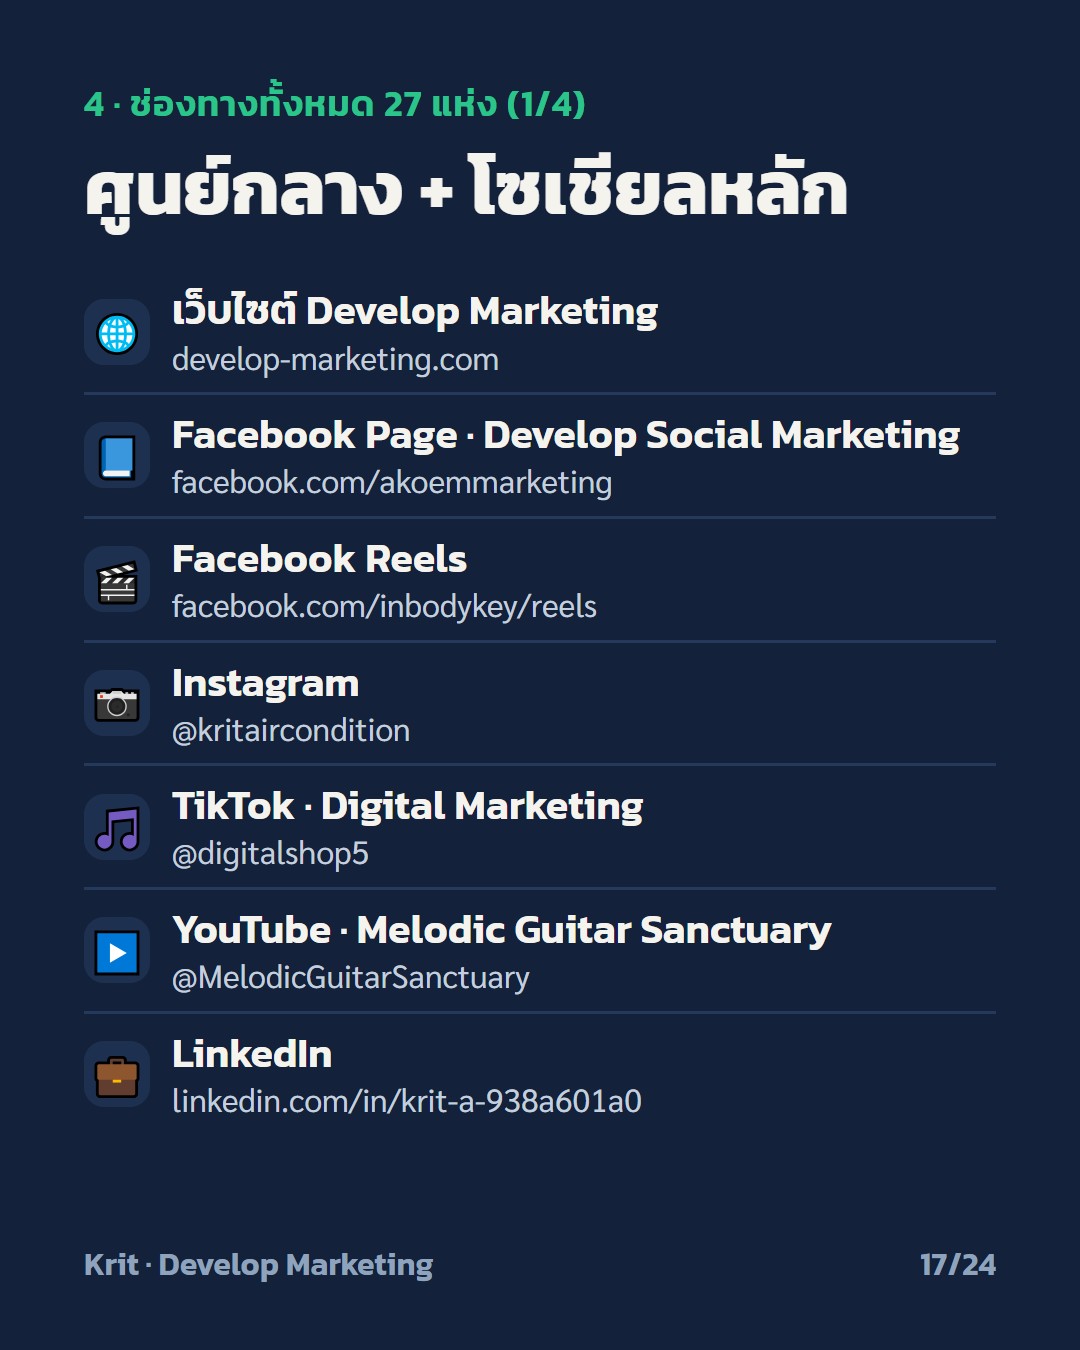 4 · ช่องทางทั้งหมด 27 แห่ง (1/4)
ศูนย์กลาง + โซเชียลหลัก
เว็บไซต์ Develop Marketing
develop-marketing.com
Facebook Page · Develop Social Marketing
facebook.com/akoemmarketing
Facebook Reels
facebook.com/inbodykey/reels
Instagram
@kritaircondition
TikTok · Digital Marketing
@digitalshop5
YouTube · Melodic Guitar Sanctuary
@MelodicGuitarSanctuary
LinkedIn
linkedin.com/in/krit-a-938a601a0
Krit · Develop Marketing
17/24